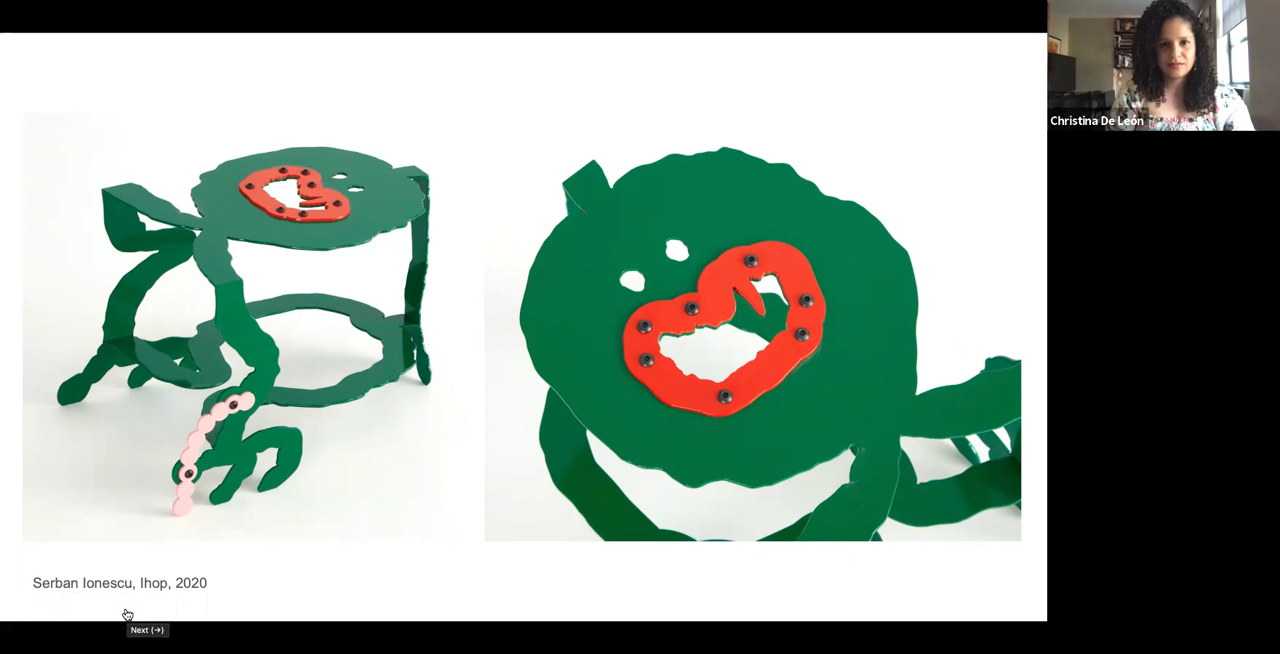 Christina De León
Serban Ionescu, Ihop, 2020
Next (→)